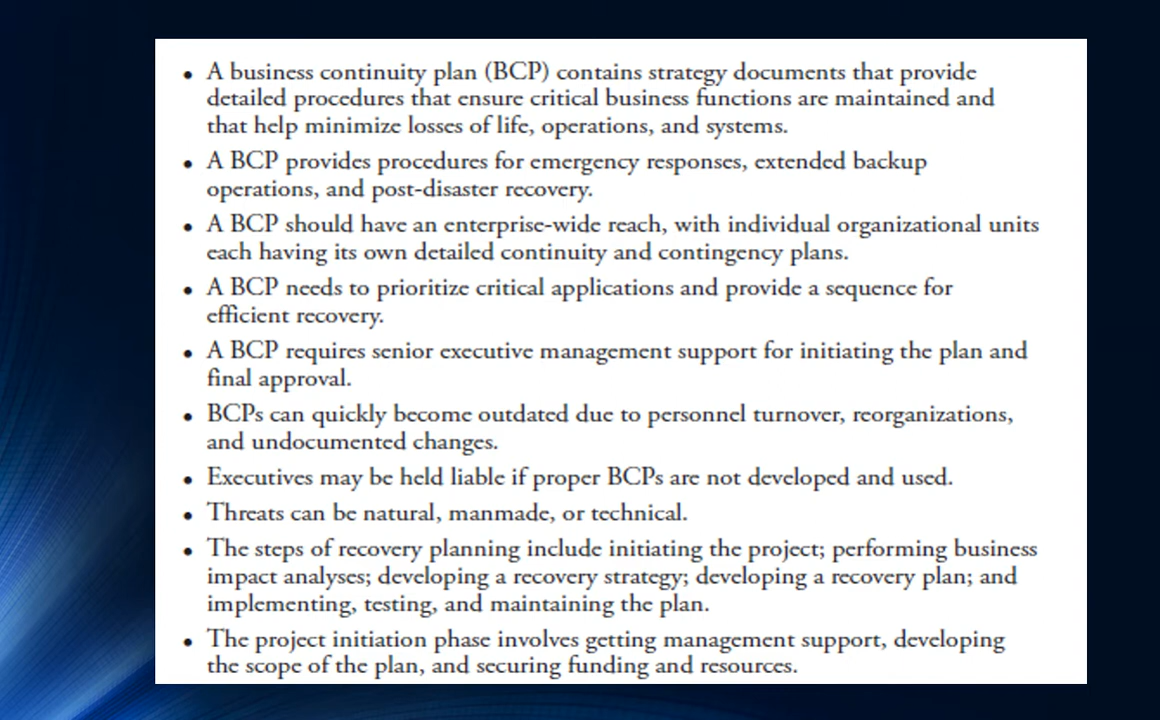 • A business continuity plan (BCP) contains strategy documents that provide
detailed procedures that ensure critical business functions are maintained and
that help minimize losses of life, operations, and systems.
• A BCP provides procedures for emergency responses, extended backup
operations, and post-disaster recovery.
• A BCP should have an enterprise-wide reach, with individual organizational units
each having its own detailed continuity and contingency plans.
• A BCP needs to prioritize critical applications and provide a sequence for
efficient recovery.
• A BCP requires senior executive management support for initiating the plan and
final approval.
• BCPs can quickly become outdated due to personnel turnover, reorganizations,
and undocumented changes.
• Executives may be held liable if proper BCPs are not developed and used.
• Threats can be natural, manmade, or technical.
• The steps of recovery planning include initiating the project; performing business
impact analyses; developing a recovery strategy; developing a recovery plan; and
implementing, testing, and maintaining the plan.
• The project initiation phase involves getting management support, developing
the scope of the plan, and securing funding and resources.